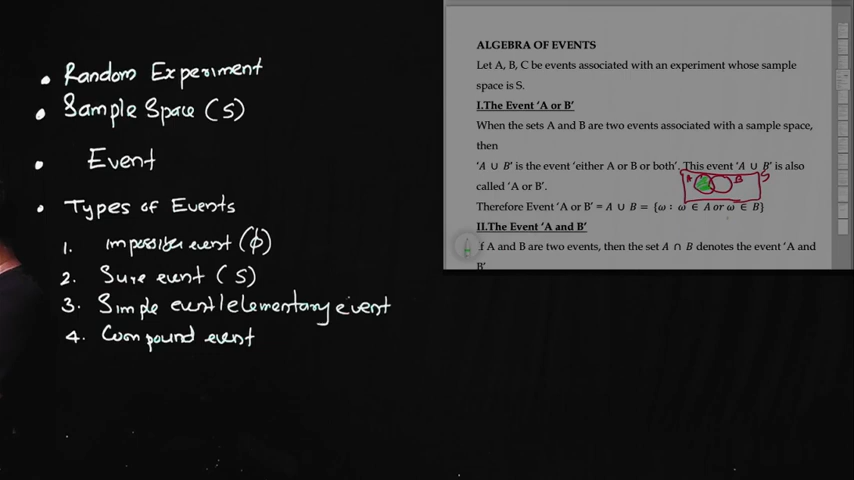 • Random Experiment
• Sample Space (S)
• Event
• Types of Events
1. impossible event (ϕ)
2. Sure event (S)
3. Simple event/elementary event
4. Compound event
ALGEBRA OF EVENTS
Let A, B, C be events associated with an experiment whose sample
space is S.
I.The Event 'A or B'
When the sets A and B are two events associated with a sample space,
then
'A ∪ B' is the event 'either A or B or both'. This event 'A ∪ B' is also
called 'A or B'.
A B S
Therefore Event 'A or B' = A ∪ B = {ω : ω ∈ A or ω ∈ B}
II.The Event 'A and B'
If A and B are two events, then the set A ∩ B denotes the event 'A and
B'.